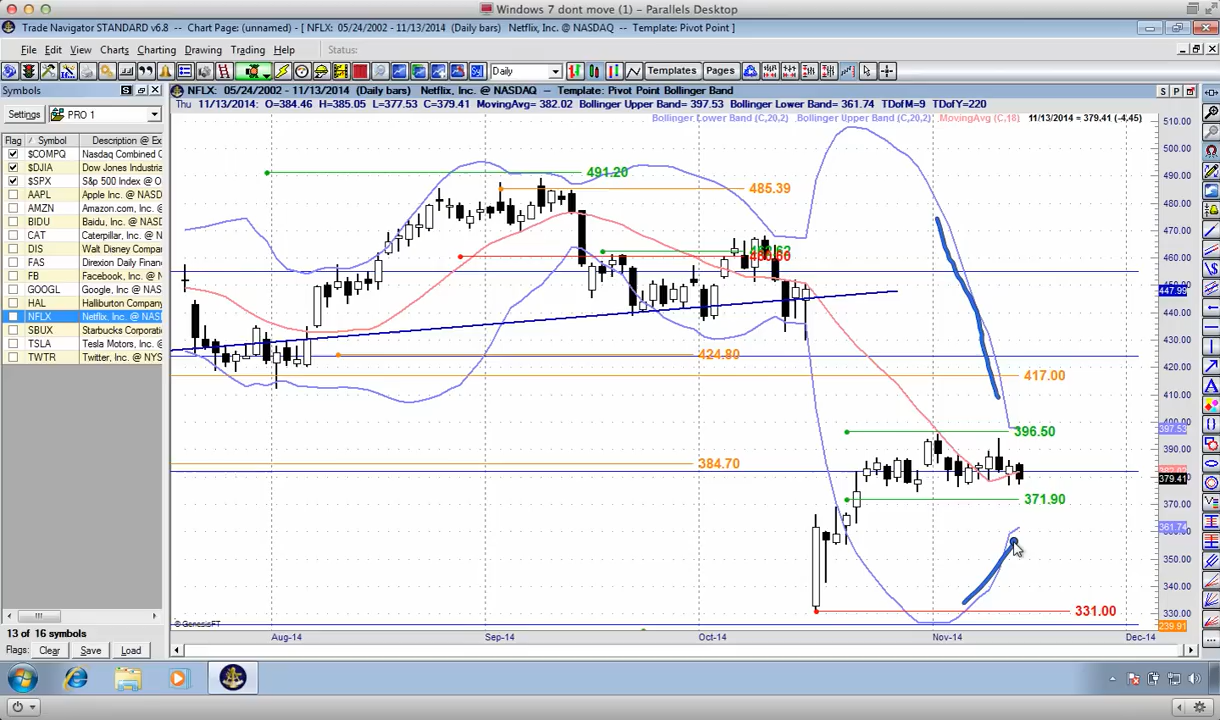 Windows 7 dont move (1) - Parallels Desktop
Trade Navigator STANDARD v6.8 -- Chart Page: (unnamed) - [ NFLX: 05/24/2002 - 11/13/2014 (Daily bars) Netflix, Inc. @ NASDAQ -- Template: Pivot Point ]
File Edit View Charts Charting Drawing Trading Help Status:
Daily Templates Pages
Symbols S
NFLX: 05/24/2002 - 11/13/2014 (Daily bars) Netflix, Inc. @ NASDAQ -- Template: Pivot Point Bollinger Band S P
Thu 11/13/2014: O=384.46 H=385.05 L=377.53 C=379.41 MovingAvg= 382.02 Bollinger Upper Band= 397.53 Bollinger Lower Band= 361.74 TDofM=9 TDofY=220
Settings PRO 1
Bollinger Lower Band (C,20,2) Bollinger Upper Band (C,20,2) MovingAvg (C,18) 11/13/2014 = 379.41 (-4.45)
Flag Symbol Description @ Ex
$COMPQ Nasdaq Combined C
$DJIA Dow Jones Industria
$SPX S&p 500 Index @ O
AAPL Apple Inc. @ NASD
AMZN Amazon.com, Inc. @
BIDU Baidu, Inc. @ NASD
CAT Caterpillar, Inc. @
DIS Walt Disney Compa
FAS Direxion Daily Finan
FB Facebook, Inc. @ N
GOOGL Google, Inc. @ NAS
HAL Halliburton Compan
NFLX Netflix, Inc. @ NAS
SBUX Starbucks Corporati
TSLA Tesla Motors, Inc. @
TWTR Twitter, Inc. @ NYS
510.00
500.00
491.20
490.00
485.39
480.00
470.00
460.60
460.00
450.00
447.99
440.00
430.00
424.80
420.00
417.00
410.00
400.00
396.50
397.53
390.00
384.70
379.41
371.90
370.00
361.74
350.00
340.00
331.00
330.00
239.91
© GenesisFT
Aug-14 Sep-14 Oct-14 Nov-14 Dec-14
13 of 16 symbols
Flags: Clear Save Load